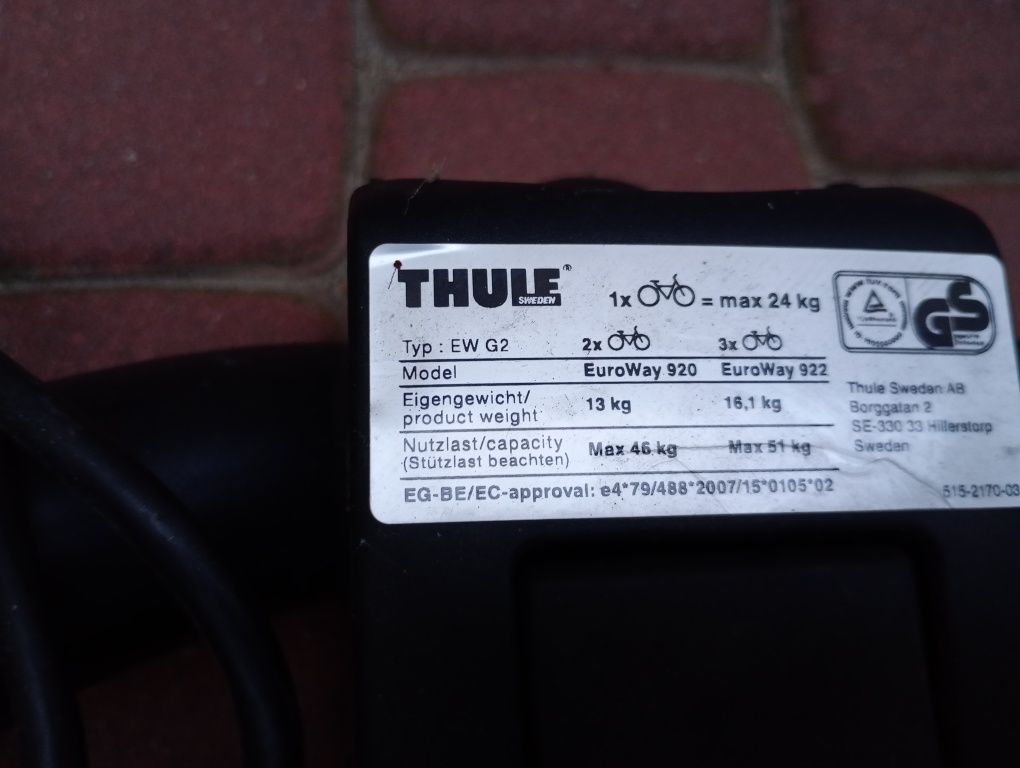 THULE®
SWEDEN
1x = max 24 kg
Typ : EW G2 2x 3x
Model EuroWay 920 EuroWay 922
Eigengewicht/
product weight 13 kg 16,1 kg
Nutzlast/capacity Max 46 kg Max 51 kg
(Stützlast beachten)
EG-BE/EC-approval: e4*79/488*2007/15*0105*02
GS
Thule Sweden AB
Borggatan 2
SE-330 33 Hillerstorp
Sweden
515-2170-03